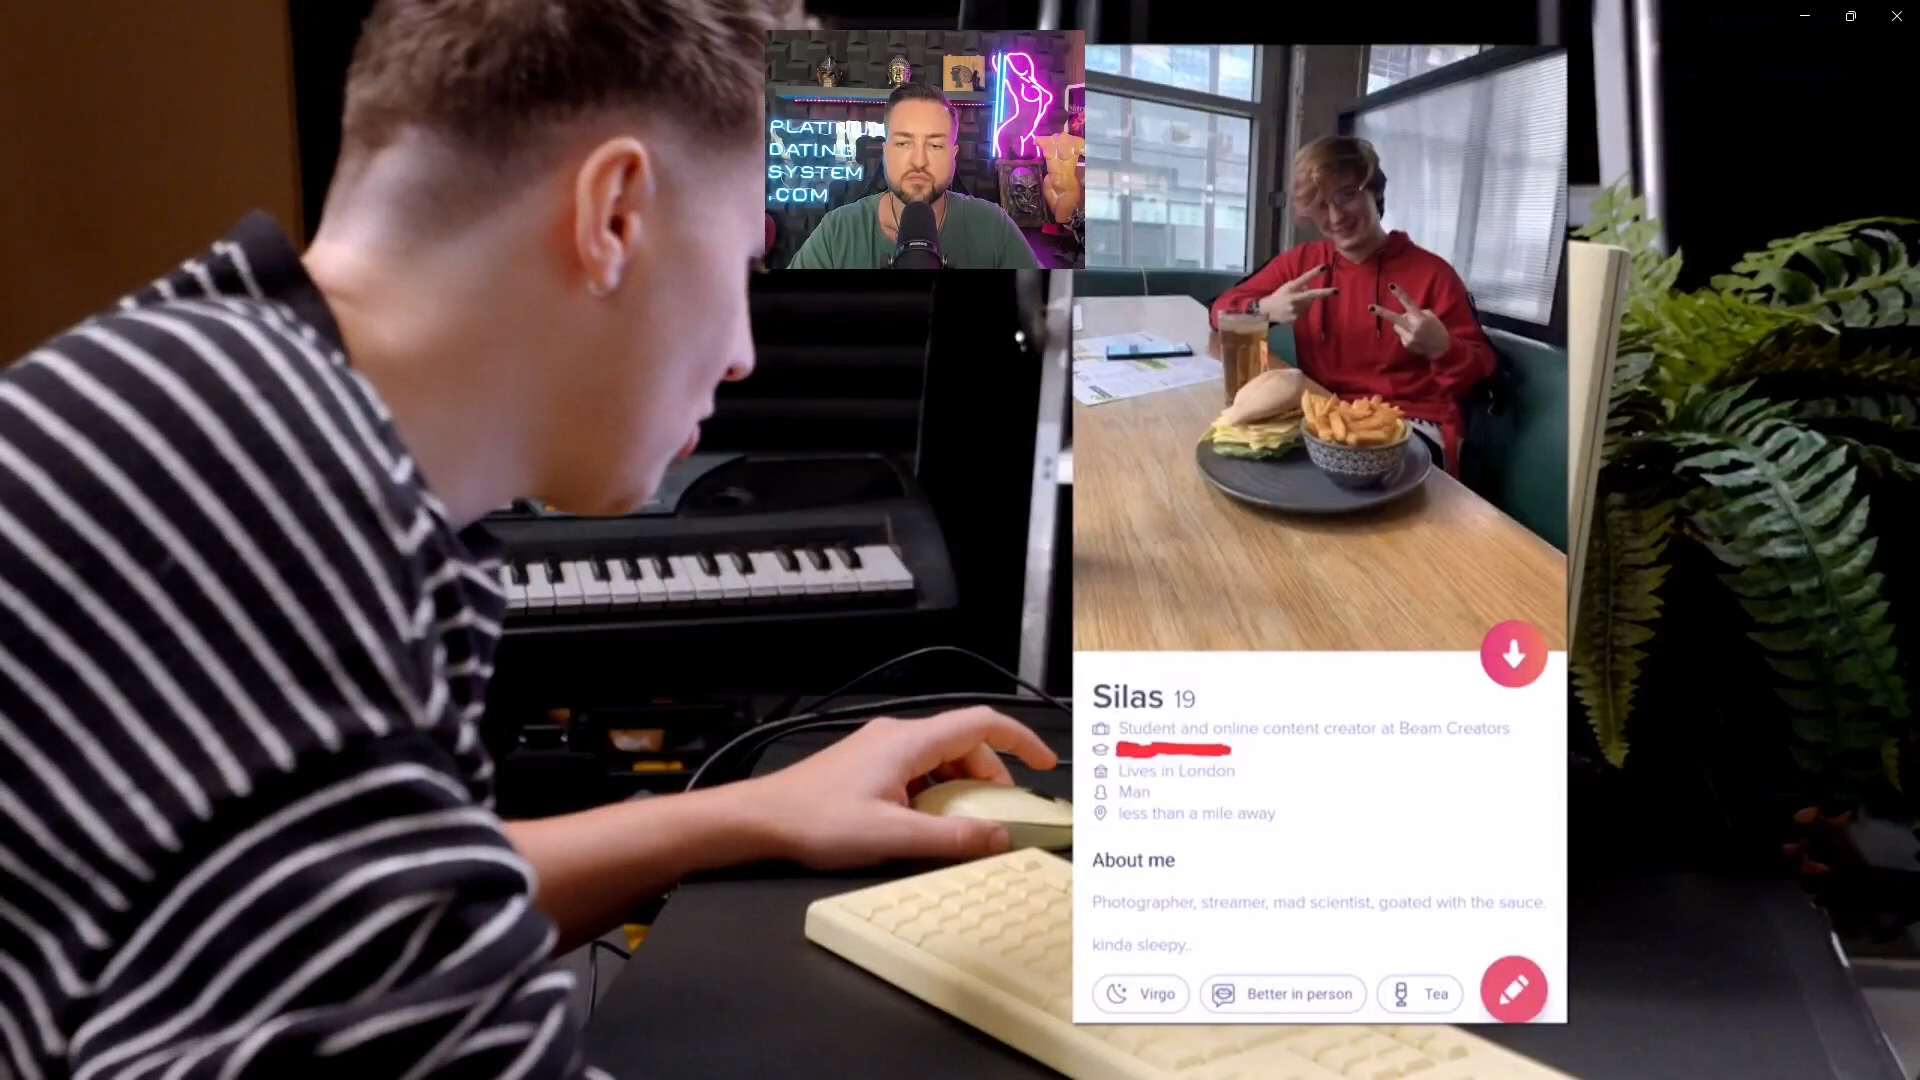 PLATINUM
DATING
SYSTEM
.COM
Silas 19
Student and online content creator at Beam Creators
Lives in London
Man
less than a mile away
About me
Photographer, streamer, mad scientist, goated with the sauce.
kinda sleepy..
Virgo
Better in person
Tea